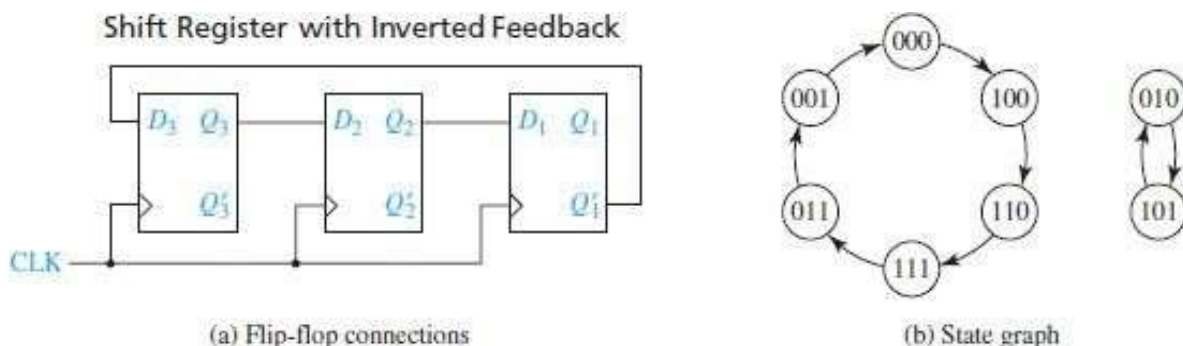 Shift Register with Inverted Feedback
D₃ Q₃ D₂ Q₂ D₁ Q₁
Q₃′ Q₂′ Q₁′
CLK
(a) Flip-flop connections
000
001 100 010
011 110 101
111
(b) State graph